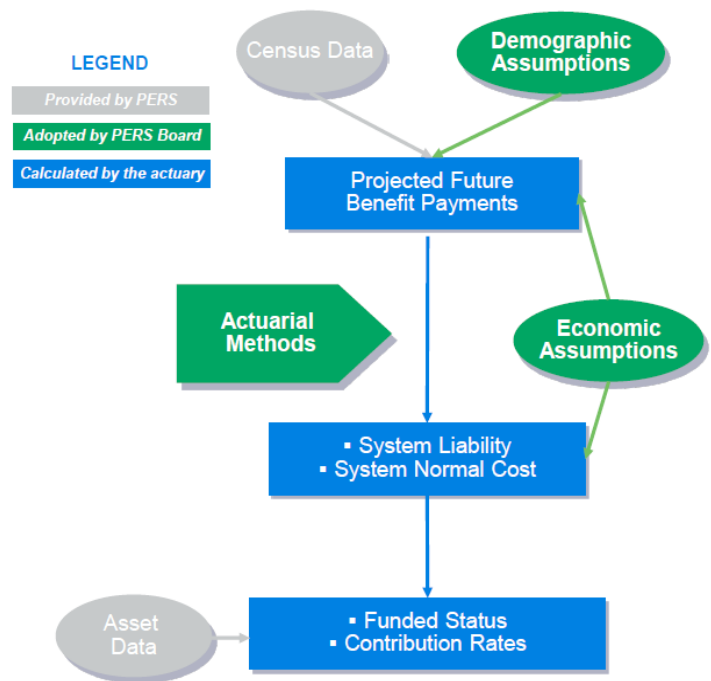 LEGEND
Provided by PERS
Adopted by PERS Board
Calculated by the actuary
Census Data
Demographic
Assumptions
Projected Future
Benefit Payments
Actuarial
Methods
Economic
Assumptions
▪ System Liability
▪ System Normal Cost
Asset
Data
▪ Funded Status
▪ Contribution Rates